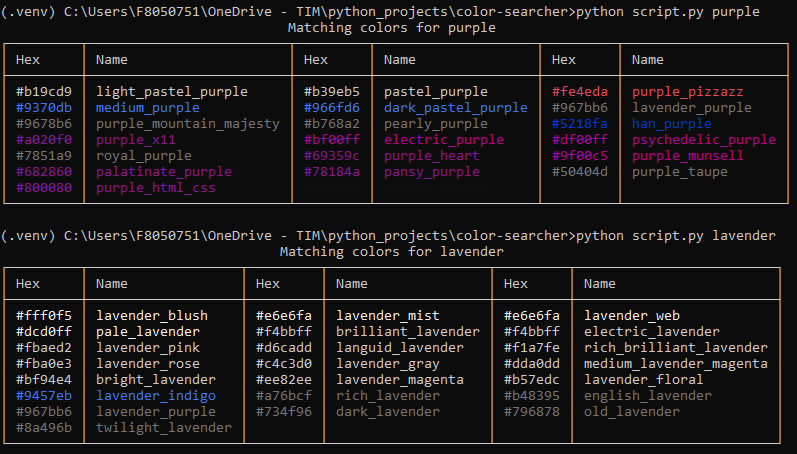 (.venv) C:\Users\F8050751\OneDrive - TIM\python_projects\color-searcher>python script.py purple
Matching colors for purple
Hex Name Hex Name Hex Name
#b19cd9 light_pastel_purple #b39eb5 pastel_purple #fe4eda purple_pizzazz
#9370db medium_purple #966fd6 dark_pastel_purple #967bb6 lavender_purple
#9678b6 purple_mountain_majesty #b768a2 pearly_purple #5218fa han_purple
#a020f0 purple_x11 #bf00ff electric_purple #df00ff psychedelic_purple
#7851a9 royal_purple #69359c purple_heart #9f00c5 purple_munsell
#682860 palatinate_purple #78184a pansy_purple #50404d purple_taupe
#800080 purple_html_css
(.venv) C:\Users\F8050751\OneDrive - TIM\python_projects\color-searcher>python script.py lavender
Matching colors for lavender
Hex Name Hex Name Hex Name
#fff0f5 lavender_blush #e6e6fa lavender_mist #e6e6fa lavender_web
#dcd0ff pale_lavender #f4bbff brilliant_lavender #f4bbff electric_lavender
#fbaed2 lavender_pink #d6cadd languid_lavender #f1a7fe rich_brilliant_lavender
#fba0e3 lavender_rose #c4c3d0 lavender_gray #dda0dd medium_lavender_magenta
#bf94e4 bright_lavender #ee82ee lavender_magenta #b57edc lavender_floral
#9457eb lavender_indigo #a76bcf rich_lavender #b48395 english_lavender
#967bb6 lavender_purple #734f96 dark_lavender #796878 old_lavender
#8a496b twilight_lavender